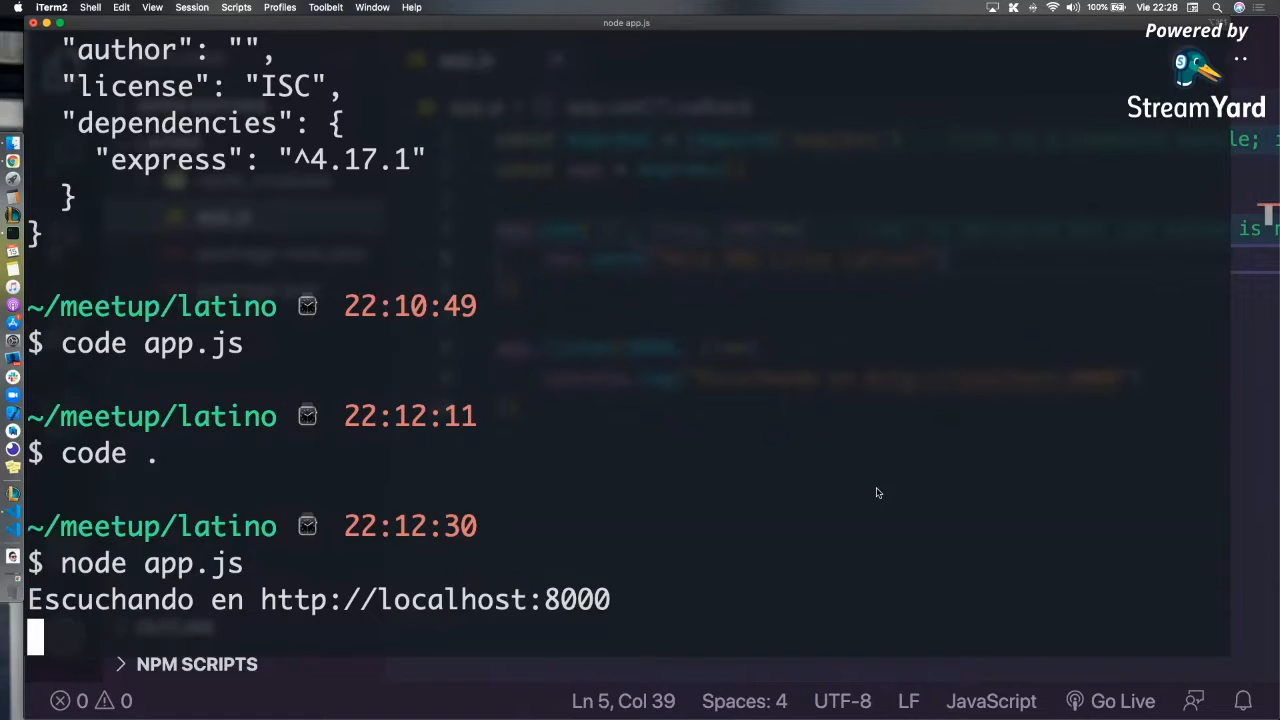 iTerm2 Shell Edit View Session Scripts Profiles Toolbelt Window Help 100% Vie 22:28
node app.js
Powered by
StreamYard
"author": "",
"license": "ISC",
"dependencies": {
"express": "^4.17.1"
}
}
le; i
is n
~/meetup/latino 22:10:49
$ code app.js
~/meetup/latino 22:12:11
$ code .
~/meetup/latino 22:12:30
$ node app.js
Escuchando en http://localhost:8000
NPM SCRIPTS
0 0 Ln 5, Col 39 Spaces: 4 UTF-8 LF JavaScript Go Live